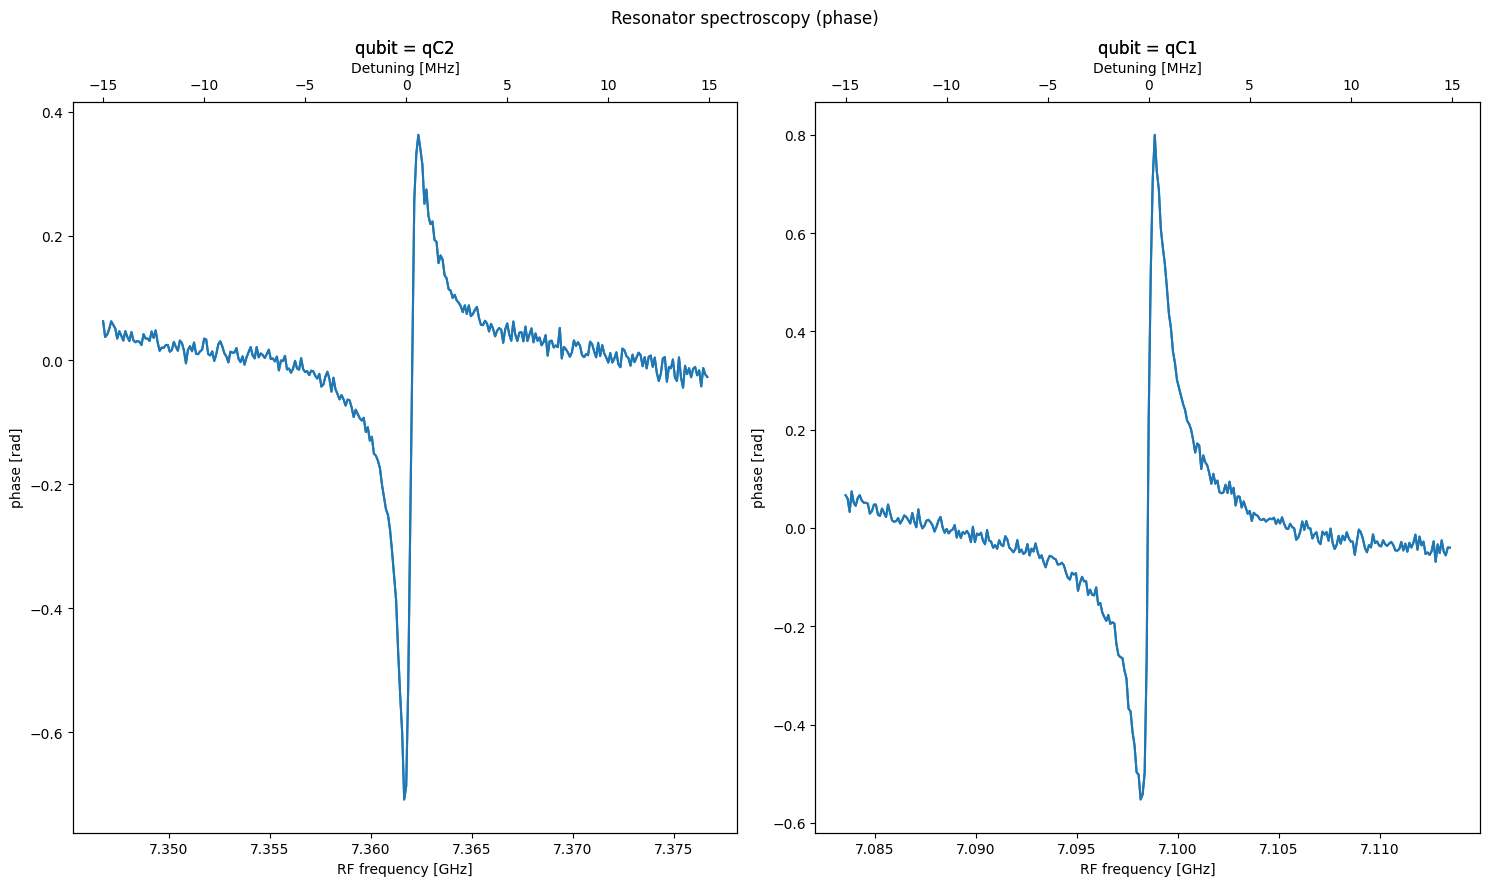 Resonator spectroscopy (phase)
qubit = qC2
Detuning [MHz]
−15 −10 −5 0 5 10 15
0.4
0.2
0.0
−0.2
−0.4
−0.6
phase [rad]
7.350 7.355 7.360 7.365 7.370 7.375
RF frequency [GHz]
qubit = qC1
Detuning [MHz]
−15 −10 −5 0 5 10 15
0.8
0.6
0.4
0.2
0.0
−0.2
−0.4
−0.6
phase [rad]
7.085 7.090 7.095 7.100 7.105 7.110
RF frequency [GHz]